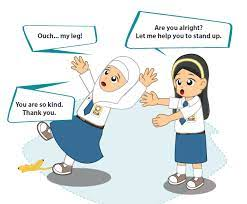 Ouch... my leg!
Are you alright?
Let me help you to stand up.
You are so kind.
Thank you.